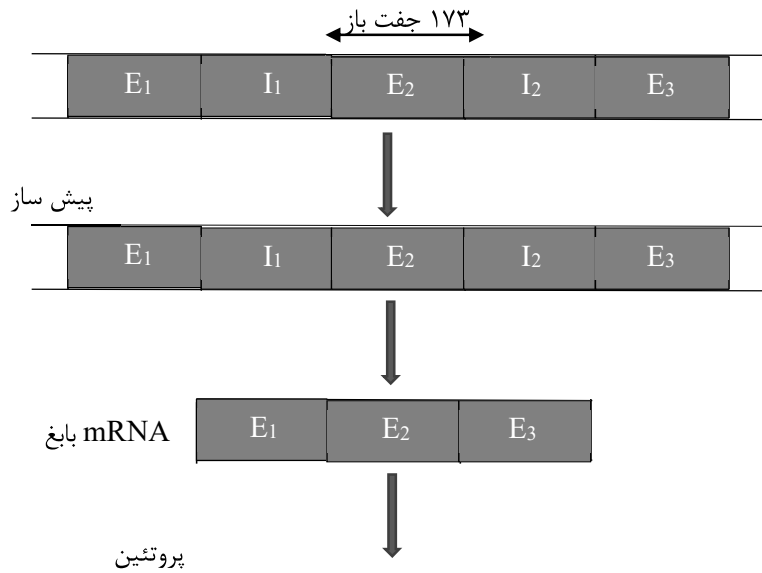 ۱۷۳ جفت باز
E1 I1 E2 I2 E3
پیش ساز
E1 I1 E2 I2 E3
mRNA بابغ
E1 E2 E3
پروتئین